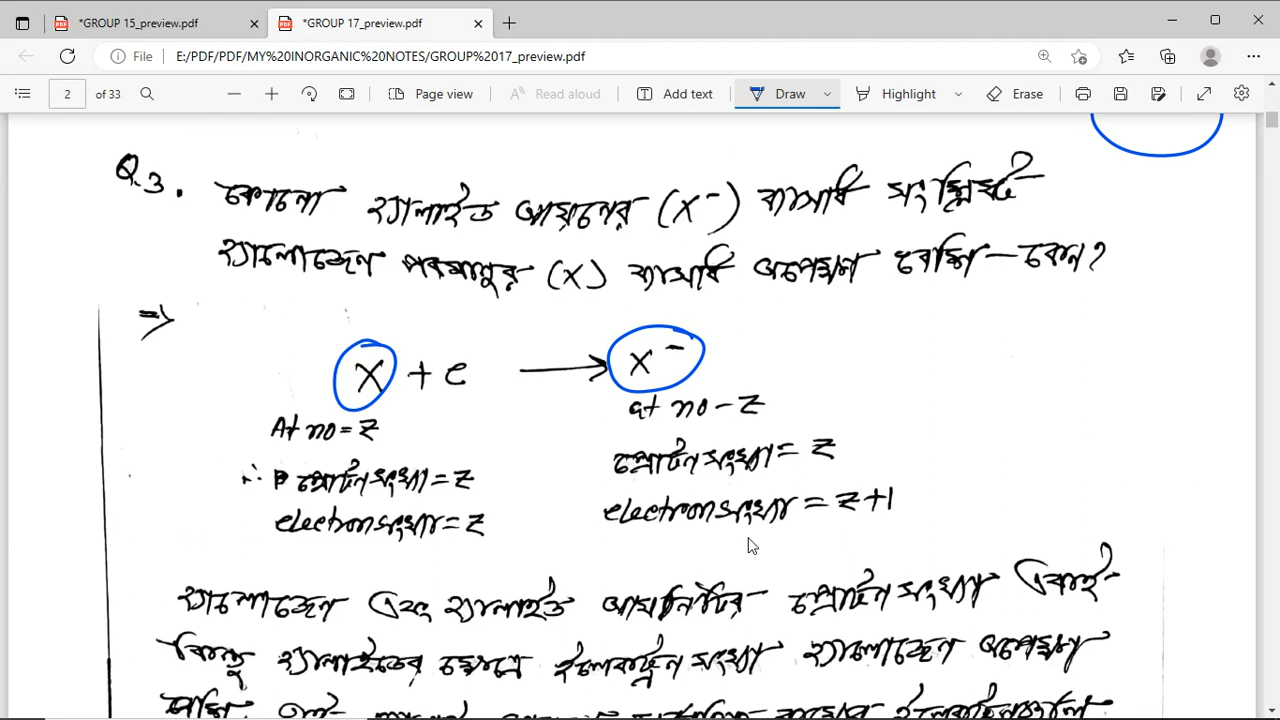 *GROUP 15_preview.pdf
*GROUP 17_preview.pdf
File E:/PDF/PDF/MY%20INORGANIC%20NOTES/GROUP%2017_preview.pdf
2 of 33 Page view Read aloud Add text Draw Highlight Erase
Q.3. কোনো হ্যালাইড আয়নের (X⁻) ব্যাসার্ধ সংশ্লিষ্ট
হ্যালোজেন পরমাণুর (X) ব্যাসার্ধ অপেক্ষা বেশি — কেন?
⇒
X + e ⟶ X⁻
At no = Z
at no – Z
∴ P প্রোটন সংখ্যা = Z
প্রোটন সংখ্যা = Z
electron সংখ্যা = Z
electron সংখ্যা = Z+1
হ্যালোজেন এবং হ্যালাইড আয়নটির প্রোটন সংখ্যা একই
কিন্তু হ্যালাইডের ক্ষেত্রে ইলেকট্রন সংখ্যা হ্যালোজেন অপেক্ষা